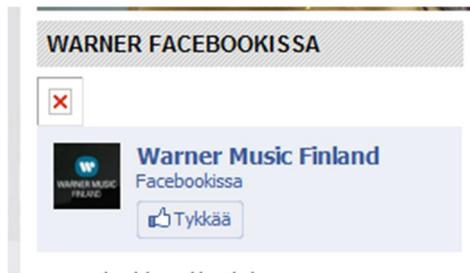 WARNER FACEBOOKISSA
Warner Music Finland
WARNER MUSIC
FINLAND
Facebookissa
Tykkää